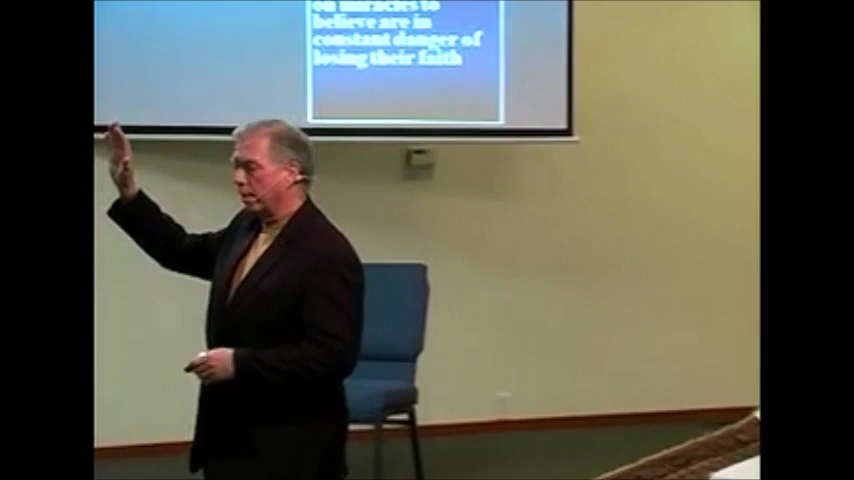 on miracles to
believe are in
constant danger of
losing their faith